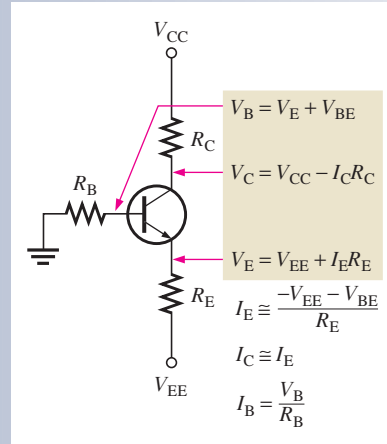 V_CC
V_B = V_E + V_BE
R_C
V_C = V_CC − I_C R_C
R_B
V_E = V_EE + I_E R_E
R_E
I_E ≅ (−V_EE − V_BE) / R_E
I_C ≅ I_E
V_EE
I_B = V_B / R_B